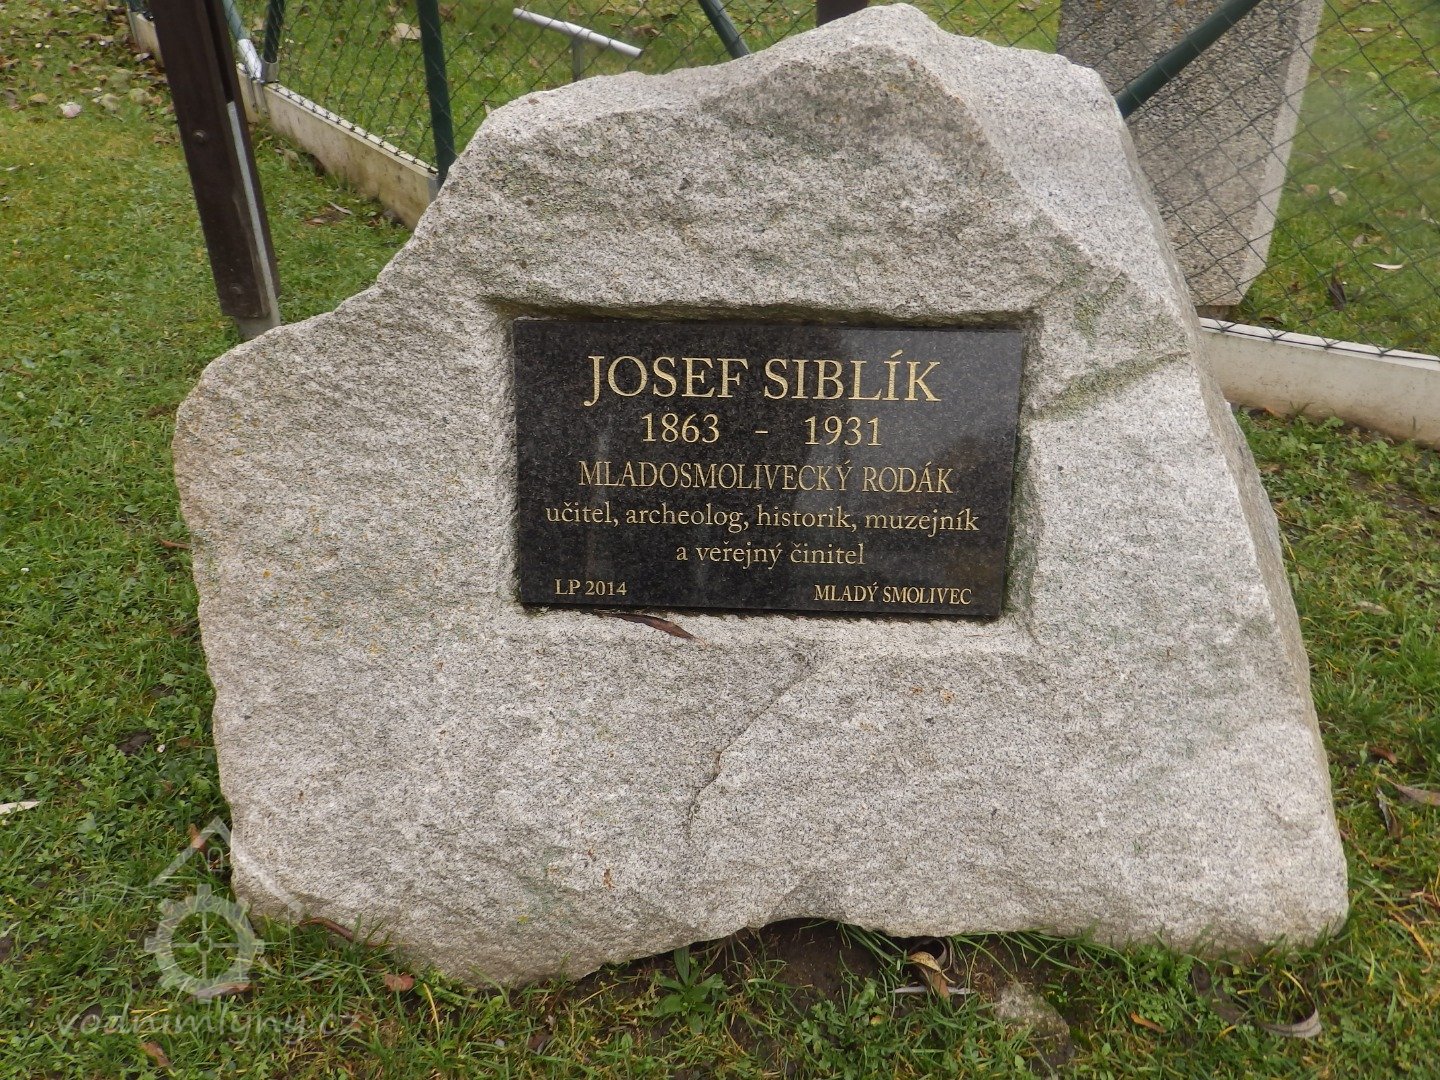 JOSEF SIBLÍK
1863 - 1931
MLADOSMOLIVECKÝ RODÁK
učitel, archeolog, historik, muzejník
a veřejný činitel
LP 2014 MLADÝ SMOLIVEC
vodnimlyny.cz